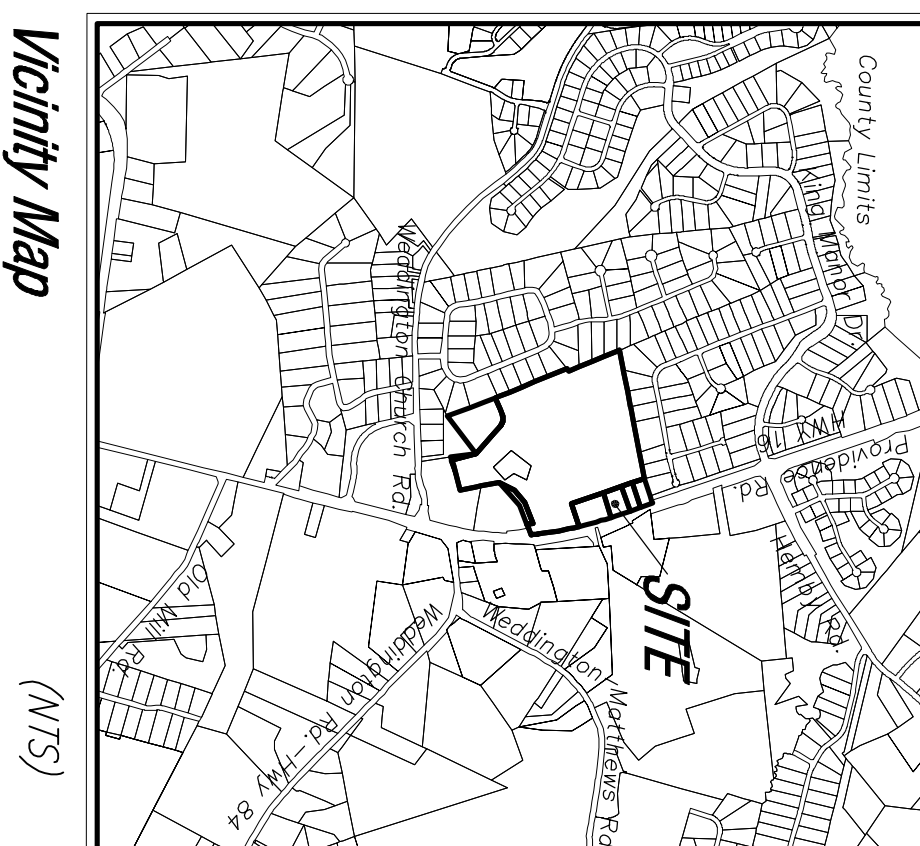 Vicinity Map
(NTS)
County Limits
King Manor Dr.
HWY 16
Providence
Rd.
Hemby Rd.
Weddington Church Rd.
SITE
Weddington
Matthews Rd
Old Mill Rd.
Weddington Rd.-Hwy 84